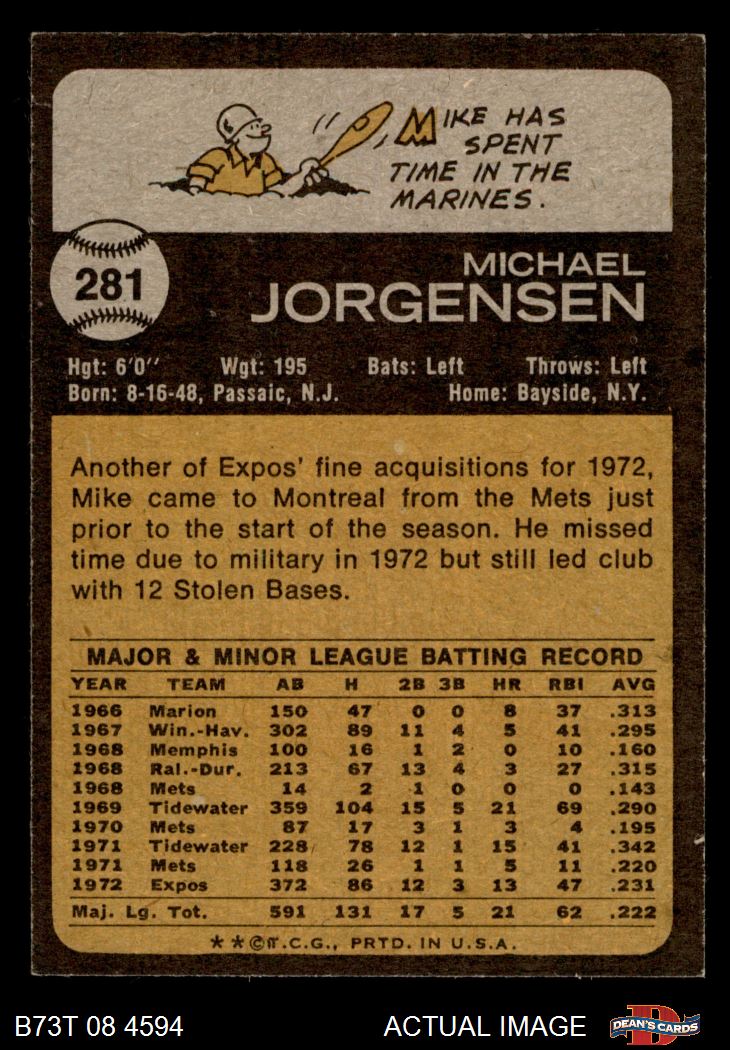 MIKE HAS
SPENT
TIME IN THE
MARINES.
281
MICHAEL
JORGENSEN
Hgt: 6'0'' Wgt: 195 Bats: Left Throws: Left
Born: 8-16-48, Passaic, N.J. Home: Bayside, N.Y.
Another of Expos' fine acquisitions for 1972,
Mike came to Montreal from the Mets just
prior to the start of the season. He missed
time due to military in 1972 but still led club
with 12 Stolen Bases.
MAJOR & MINOR LEAGUE BATTING RECORD
YEAR TEAM AB H 2B 3B HR RBI AVG
1966 Marion 150 47 0 0 8 37 .313
1967 Win.-Hav. 302 89 11 4 5 41 .295
1968 Memphis 100 16 1 2 0 10 .160
1968 Ral.-Dur. 213 67 13 4 3 27 .315
1968 Mets 14 2 1 0 0 0 .143
1969 Tidewater 359 104 15 5 21 69 .290
1970 Mets 87 17 3 1 3 4 .195
1971 Tidewater 228 78 12 1 15 41 .342
1971 Mets 118 26 1 1 5 11 .220
1972 Expos 372 86 12 3 13 47 .231
Maj. Lg. Tot. 591 131 17 5 21 62 .222
**©T.C.G., PRTD. IN U.S.A.
B73T 08 4594 ACTUAL IMAGE D DEAN'S CARDS